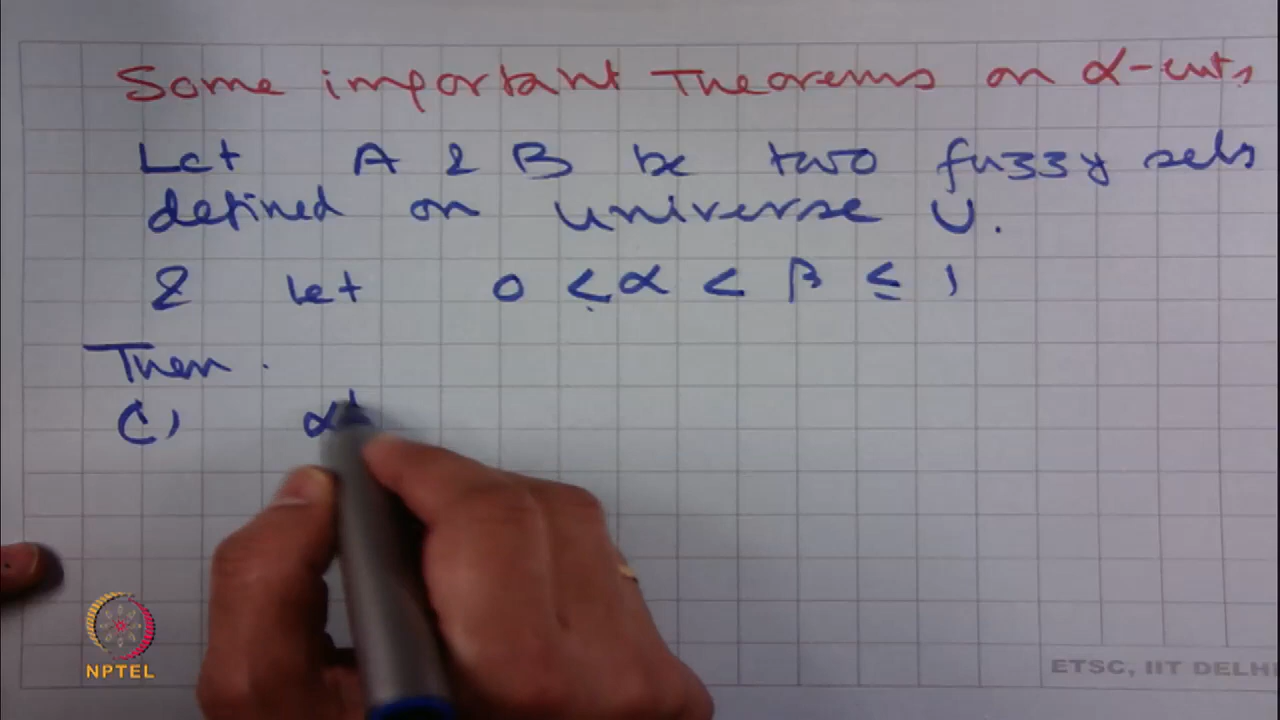 Some important Theorems on α-cuts.
Let A & B be two fuzzy sets
defined on universe U.
& let 0 < α < β ≤ 1
Then.
(i) α
NPTEL
ETSC, IIT DELHI